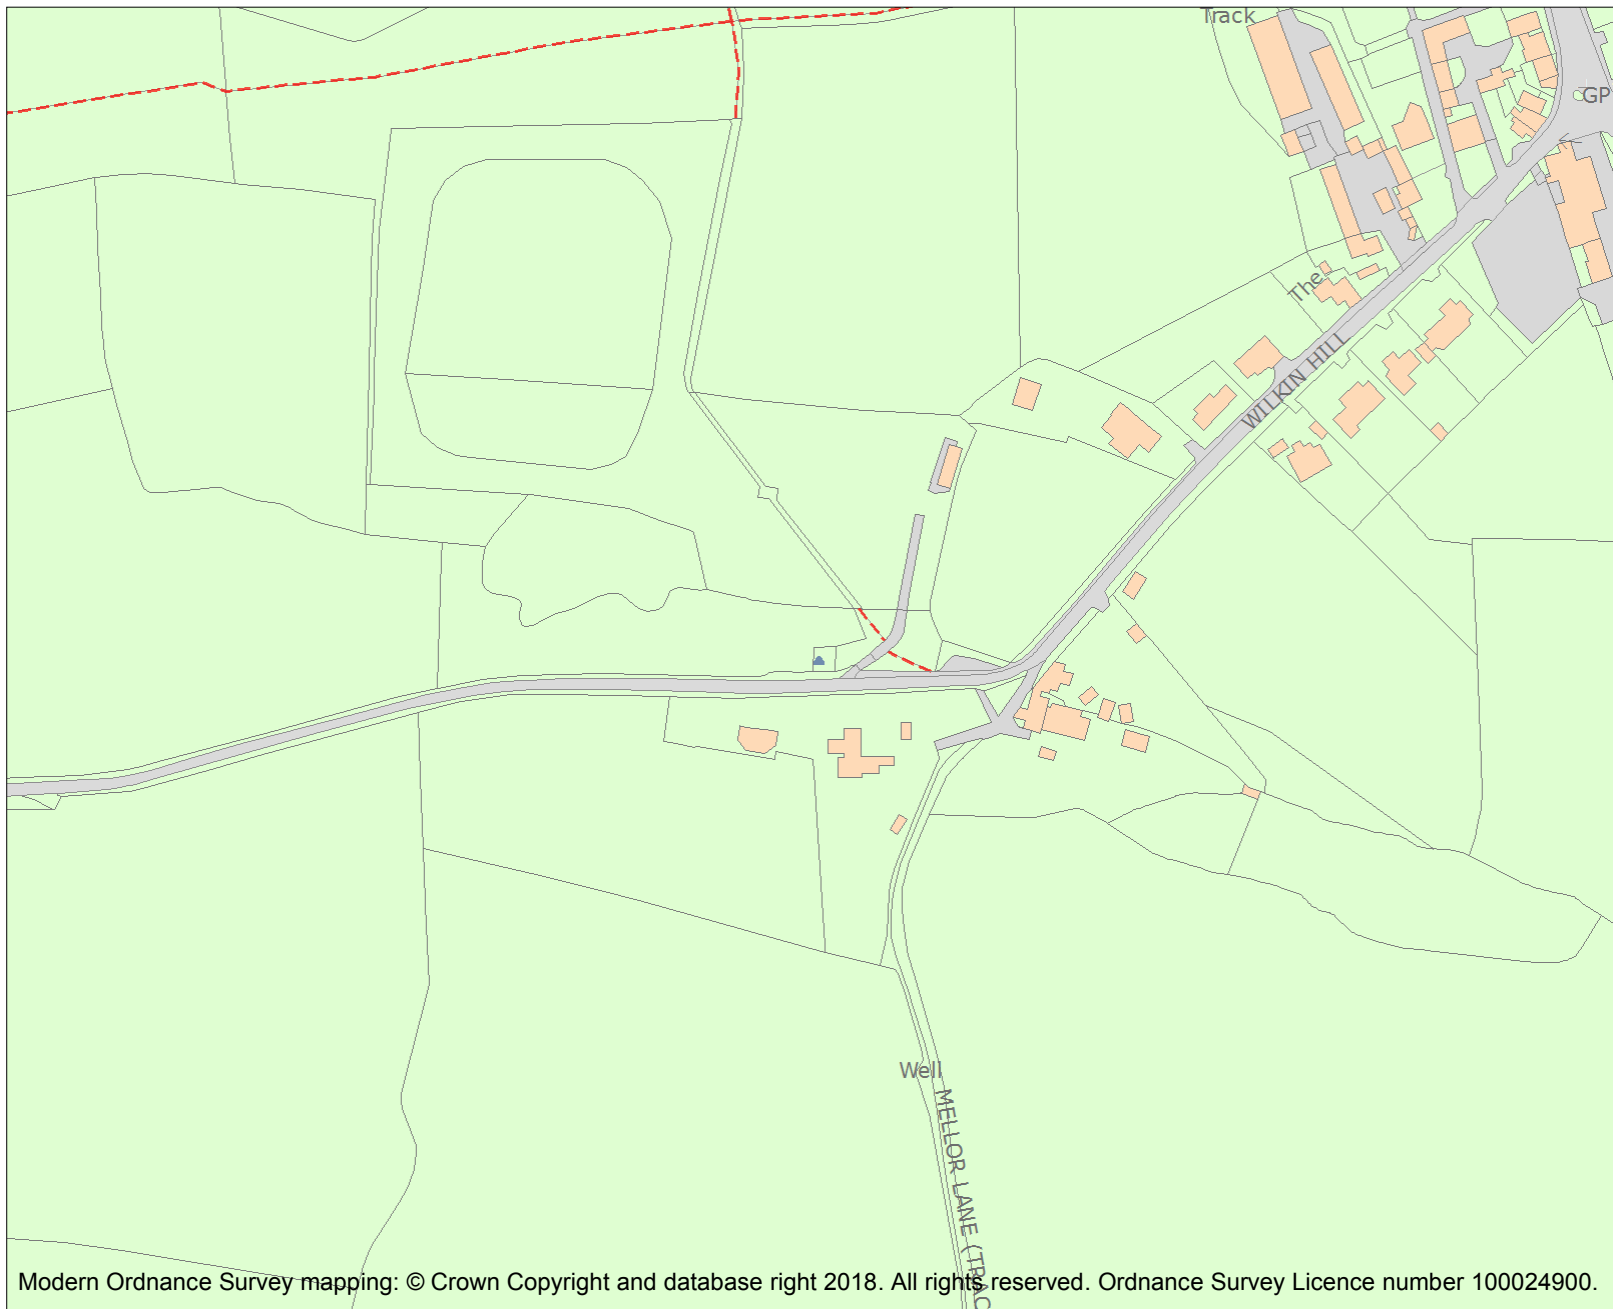 Track
GP
The
WILKIN HILL
Well
MELLOR LANE (TRAC
Modern Ordnance Survey mapping: © Crown Copyright and database right 2018. All rights reserved. Ordnance Survey Licence number 100024900.